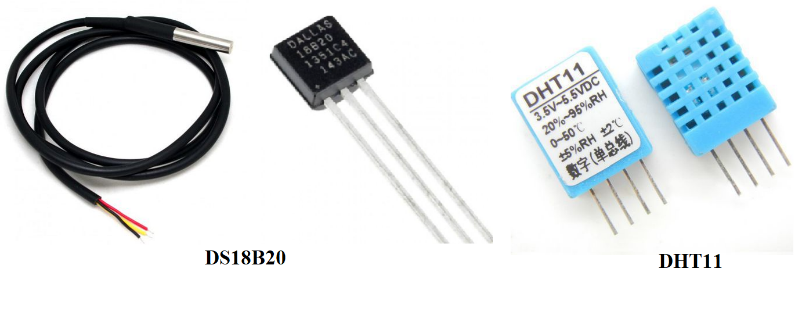 DALLAS
18B20
1351C4
143AC
DS18B20
DHT11
3.5V~5.5VDC
20%~95%RH
0~50℃
±5%RH ±2℃
数字(单总线)
DHT11